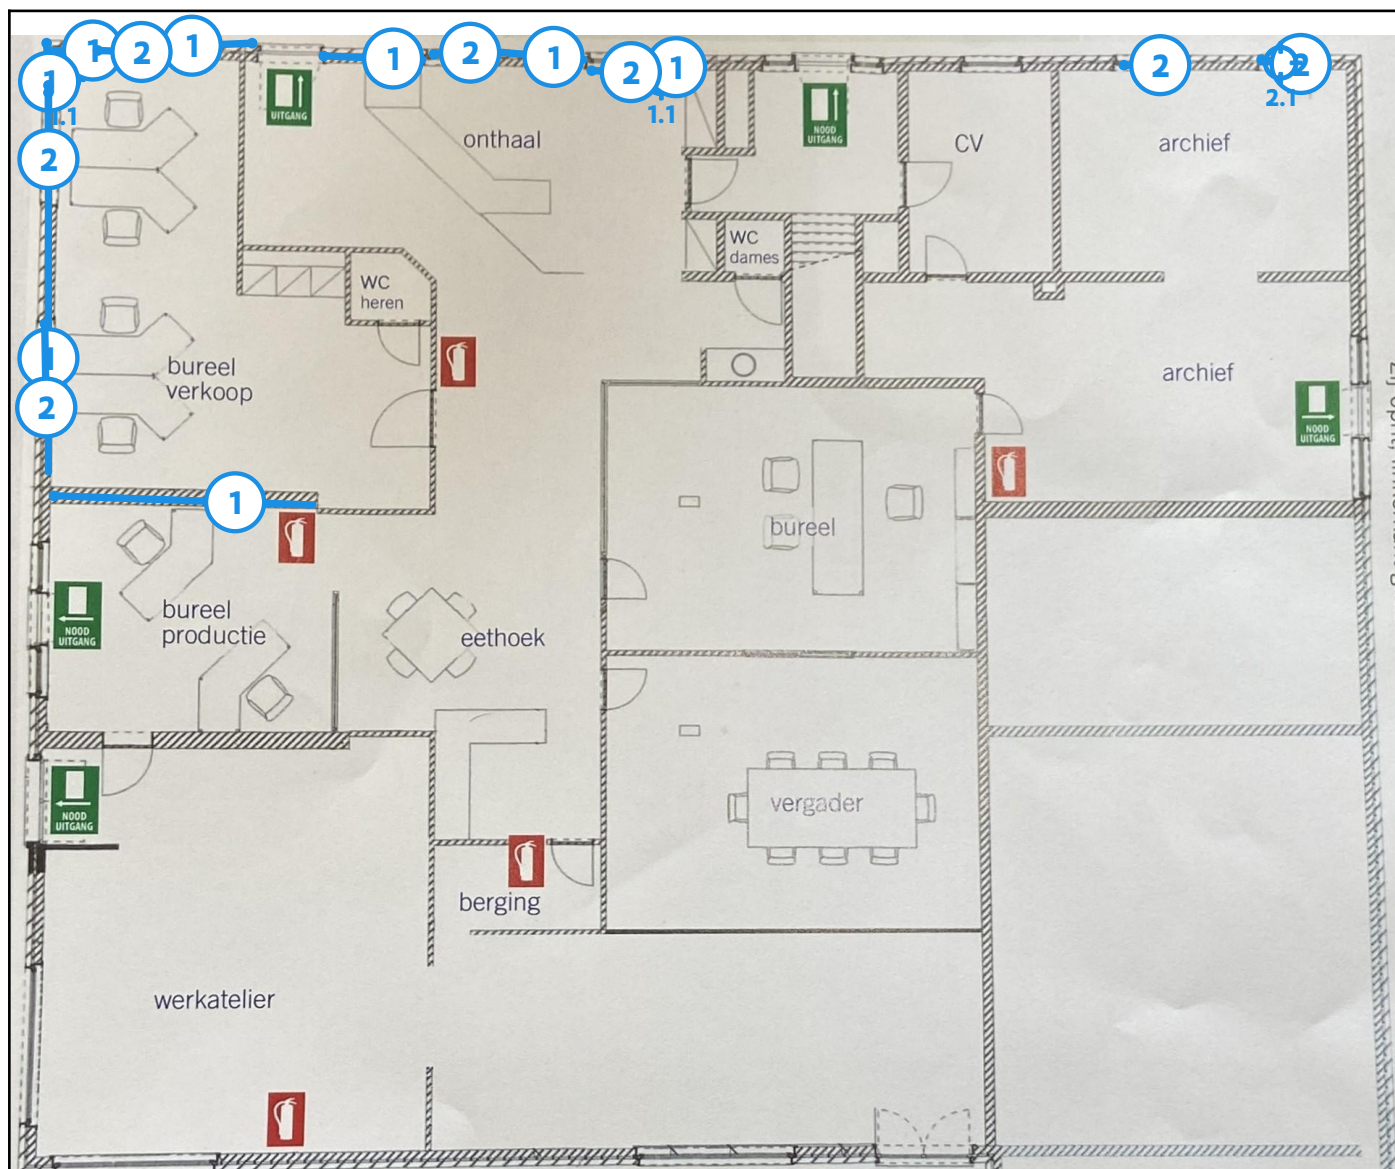 1
2
1
1
2
1
2
1
2
2
1
1.1
1.1
2.1
UITGANG
NOOD
UITGANG
onthaal
CV
archief
2
WC
dames
WC
heren
1
bureel
verkoop
archief
2
NOOD
UITGANG
1
bureel
NOOD
UITGANG
bureel
productie
eethoek
NOOD
UITGANG
vergader
berging
werkatelier